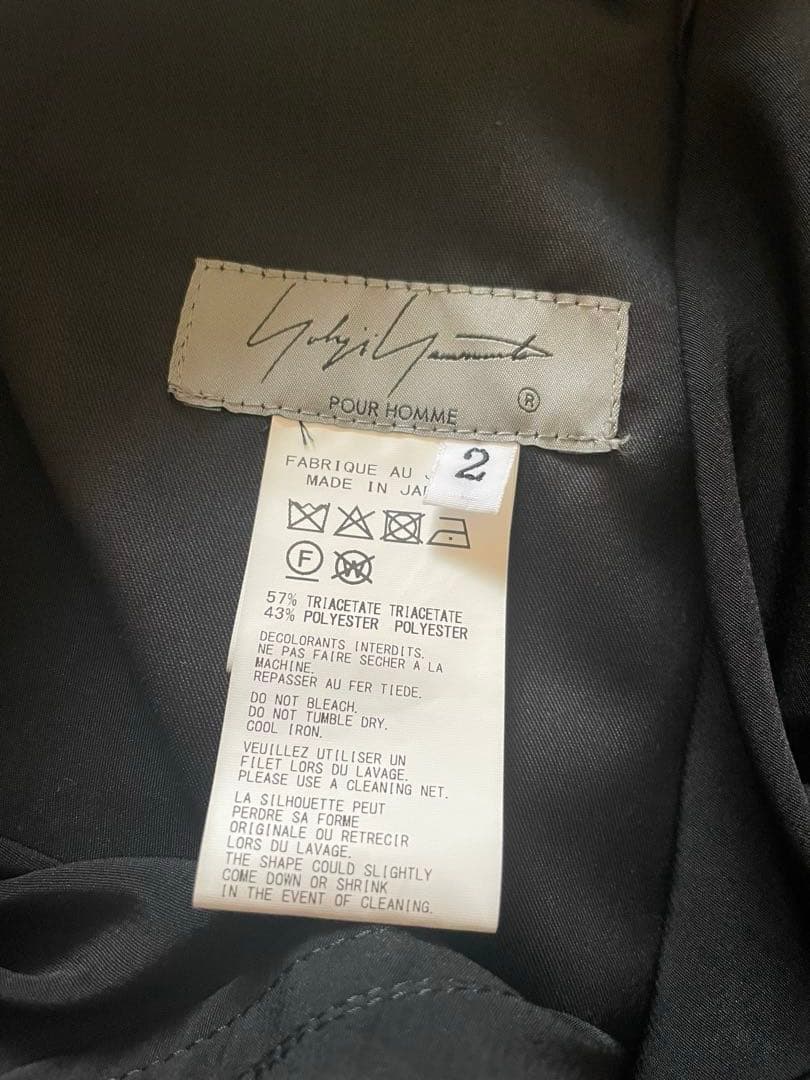 Yohji Yamamoto
POUR HOMME ®
2
FABRIQUE AU
MADE IN
F
W
57% TRIACETATE TRIACETATE
43% POLYESTER POLYESTER
DECOLORANTS INTERDITS.
NE PAS FAIRE SECHER A LA
MACHINE.
REPASSER AU FER TIEDE.
DO NOT BLEACH.
DO NOT TUMBLE DRY.
COOL IRON.
VEUILLEZ UTILISER UN
FILET LORS DU LAVAGE.
PLEASE USE A CLEANING NET.
LA SILHOUETTE PEUT
PERDRE SA FORME
ORIGINALE OU RETRECIR
LORS DU LAVAGE.
THE SHAPE COULD SLIGHTLY
COME DOWN OR SHRINK
IN THE EVENT OF CLEANING.